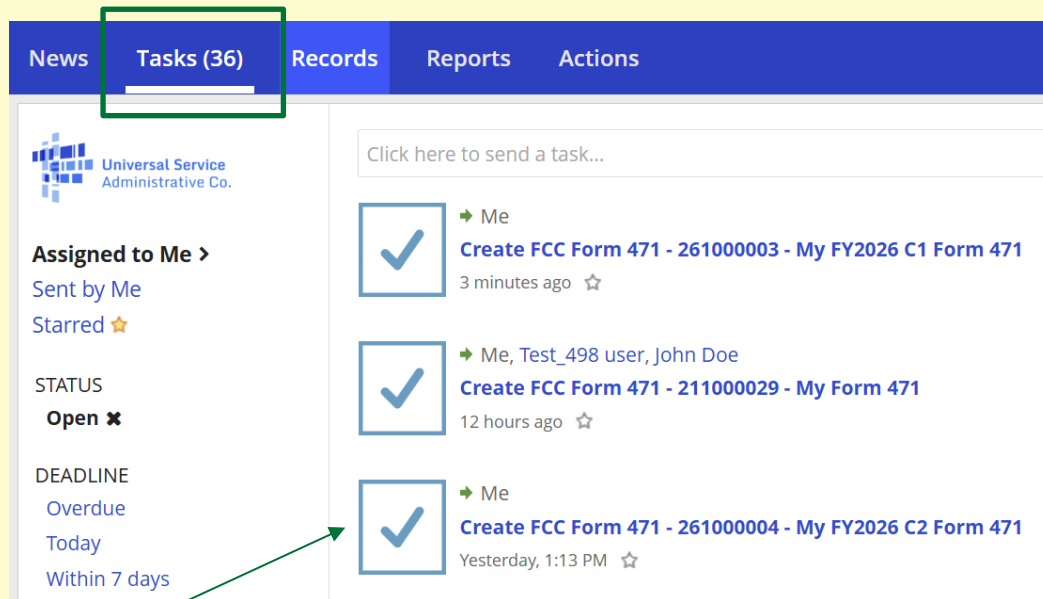 News Tasks (36) Records Reports Actions
Universal Service
Administrative Co.
Assigned to Me >
Sent by Me
Starred
STATUS
Open ✖
DEADLINE
Overdue
Today
Within 7 days
Click here to send a task...
Me
Create FCC Form 471 - 261000003 - My FY2026 C1 Form 471
3 minutes ago
Me, Test_498 user, John Doe
Create FCC Form 471 - 211000029 - My Form 471
12 hours ago
Me
Create FCC Form 471 - 261000004 - My FY2026 C2 Form 471
Yesterday, 1:13 PM